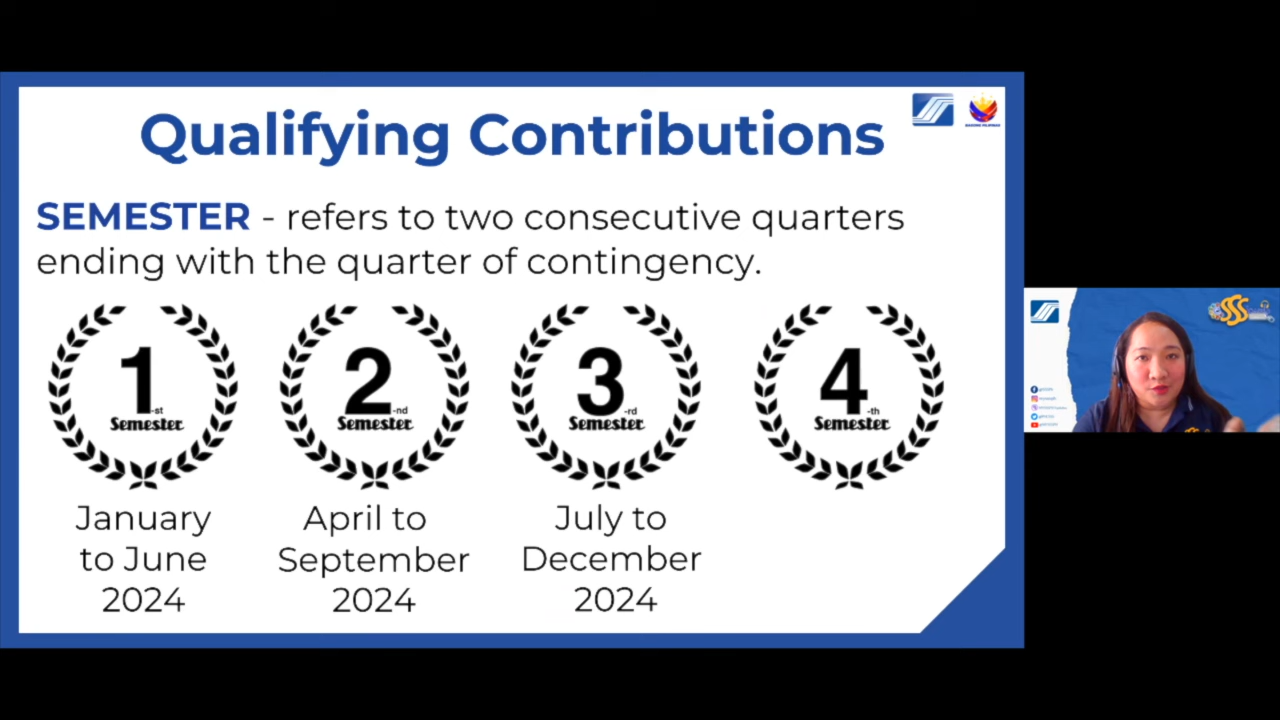 Qualifying Contributions
SEMESTER - refers to two consecutive quarters
ending with the quarter of contingency.
1-st
Semester
2-nd
Semester
3-rd
Semester
4-th
Semester
January
to June
2024
April to
September
2024
July to
December
2024
SSS